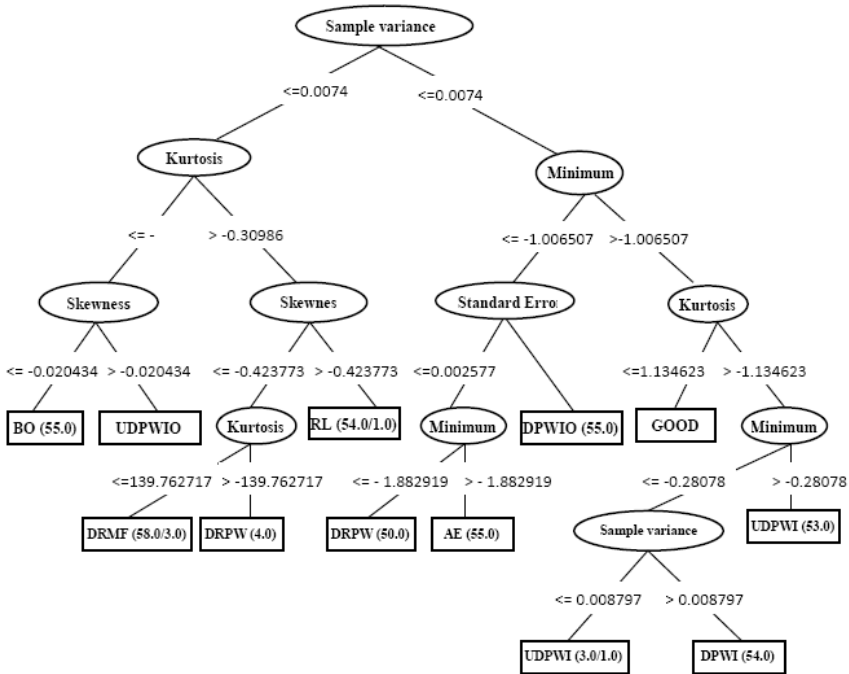 Sample variance
<=0.0074
<=0.0074
Kurtosis
Minimum
<= -
> -0.30986
<= -1.006507
>-1.006507
Skewness
Skewnes
Standard Erro
Kurtosis
<= -0.020434
> -0.020434
<= -0.423773
> -0.423773
<=0.002577
<=1.134623
> -1.134623
BO (55.0)
UDPWIO
Kurtosis
RL (54.0/1.0)
Minimum
DPWIO (55.0)
GOOD
Minimum
<=139.762717
> -139.762717
<= - 1.882919
> - 1.882919
<= -0.28078
> -0.28078
DRMF (58.0/3.0)
DRPW (4.0)
DRPW (50.0)
AE (55.0)
Sample variance
UDPWI (53.0)
<= 0.008797
> 0.008797
UDPWI (3.0/1.0)
DPWI (54.0)